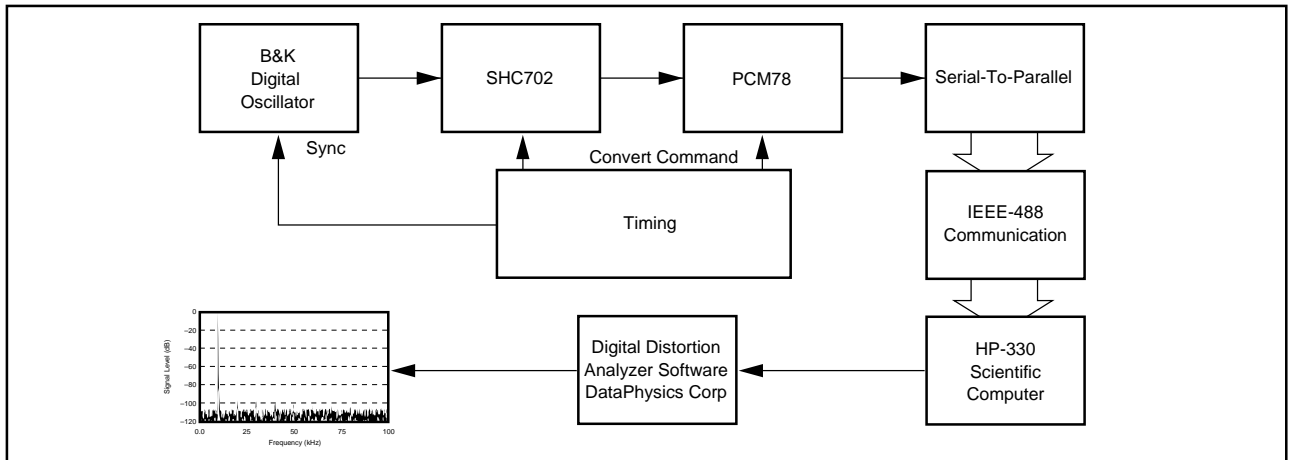 B&K
Digital
Oscillator
SHC702
PCM78
Serial-To-Parallel
Sync
Convert Command
Timing
IEEE-488
Communication
HP-330
Scientific
Computer
Digital Distortion
Analyzer Software
DataPhysics Corp
Signal Level (dB)
0
–20
–40
–60
–80
–100
–120
0.0
25
50
75
100
Frequency (kHz)